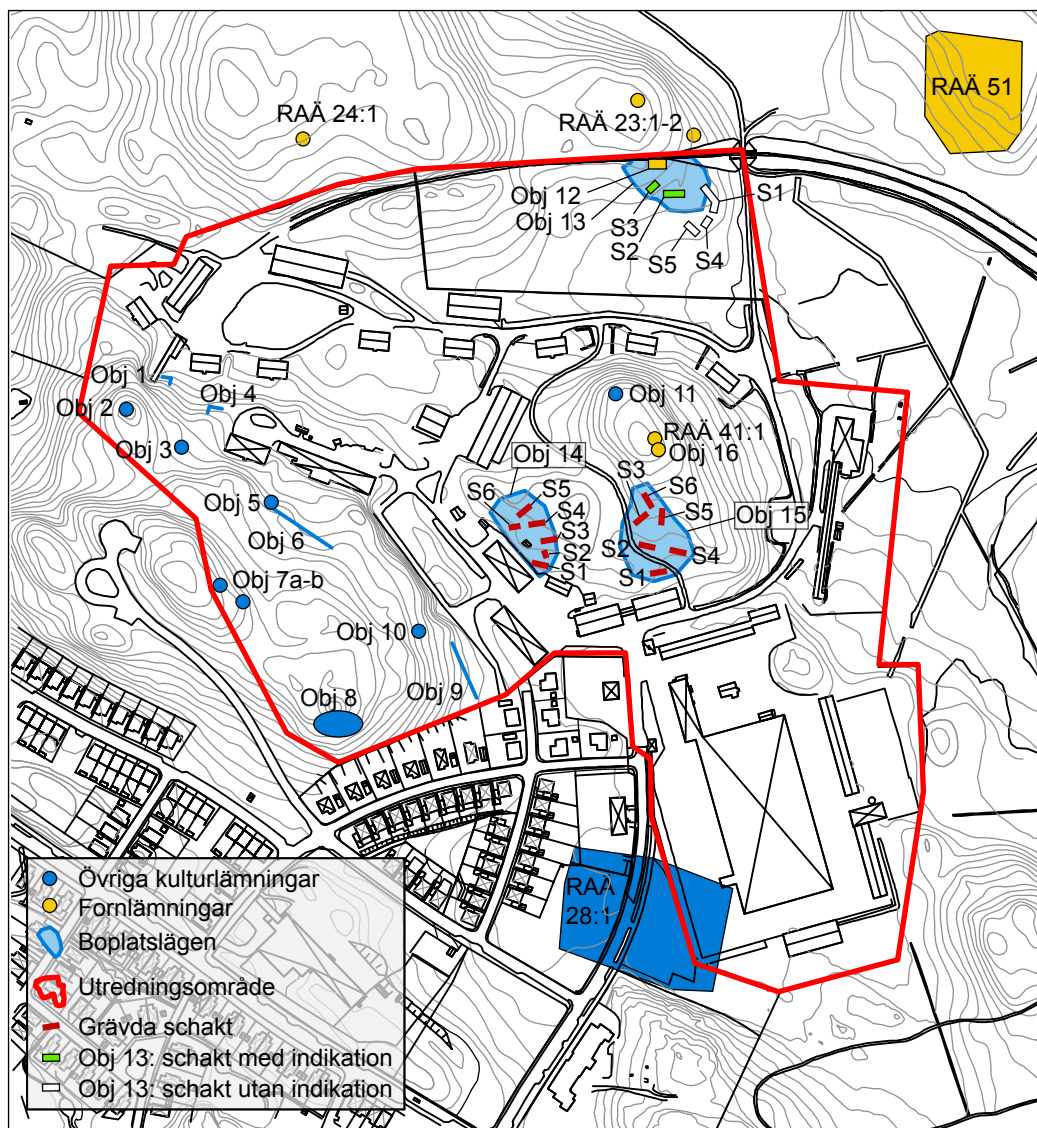 RAÄ 51
RAÄ 24:1
RAÄ 23:1-2
Obj 12
Obj 13
S3
S2
S5
S4
S1
Obj 1
Obj 2
Obj 4
Obj 3
Obj 11
RAÄ 41:1
Obj 16
Obj 14
S6
S5
S4
S3
S2
S1
S3
S6
S5
Obj 15
S2
S4
S1
Obj 5
Obj 6
Obj 7a-b
Obj 10
Obj 9
Obj 8
RAÄ
28:1
Övriga kulturlämningar
Fornlämningar
Boplatslägen
Utredningsområde
Grävda schakt
Obj 13: schakt med indikation
Obj 13: schakt utan indikation